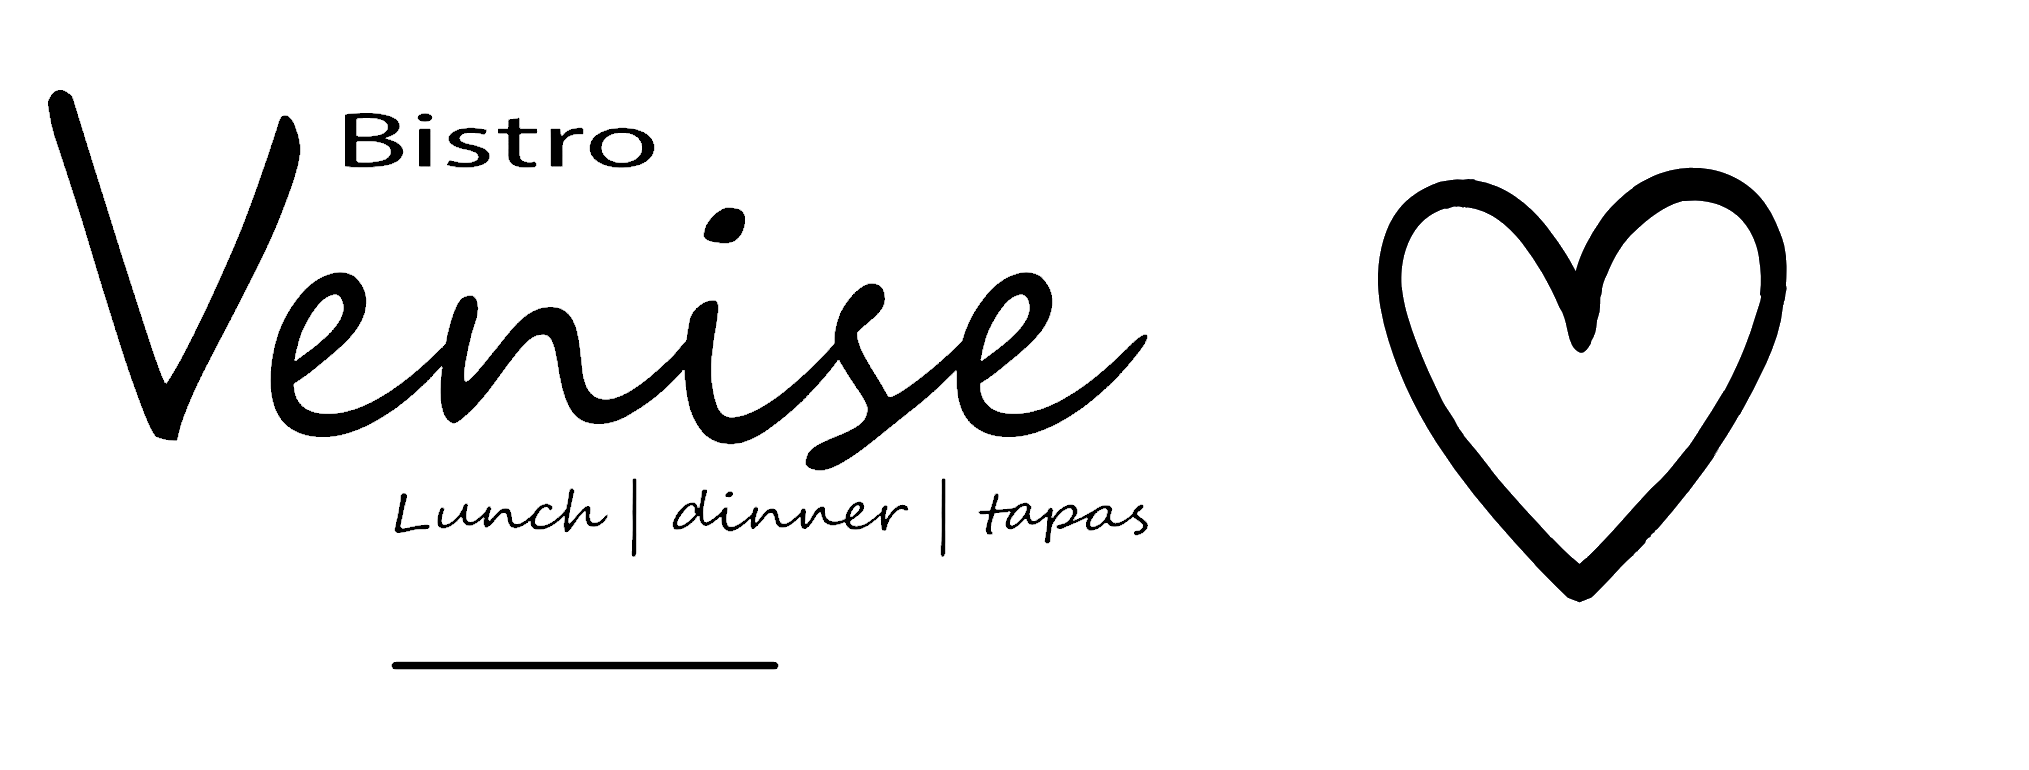 Bistro
Venise
Lunch | dinner | tapas